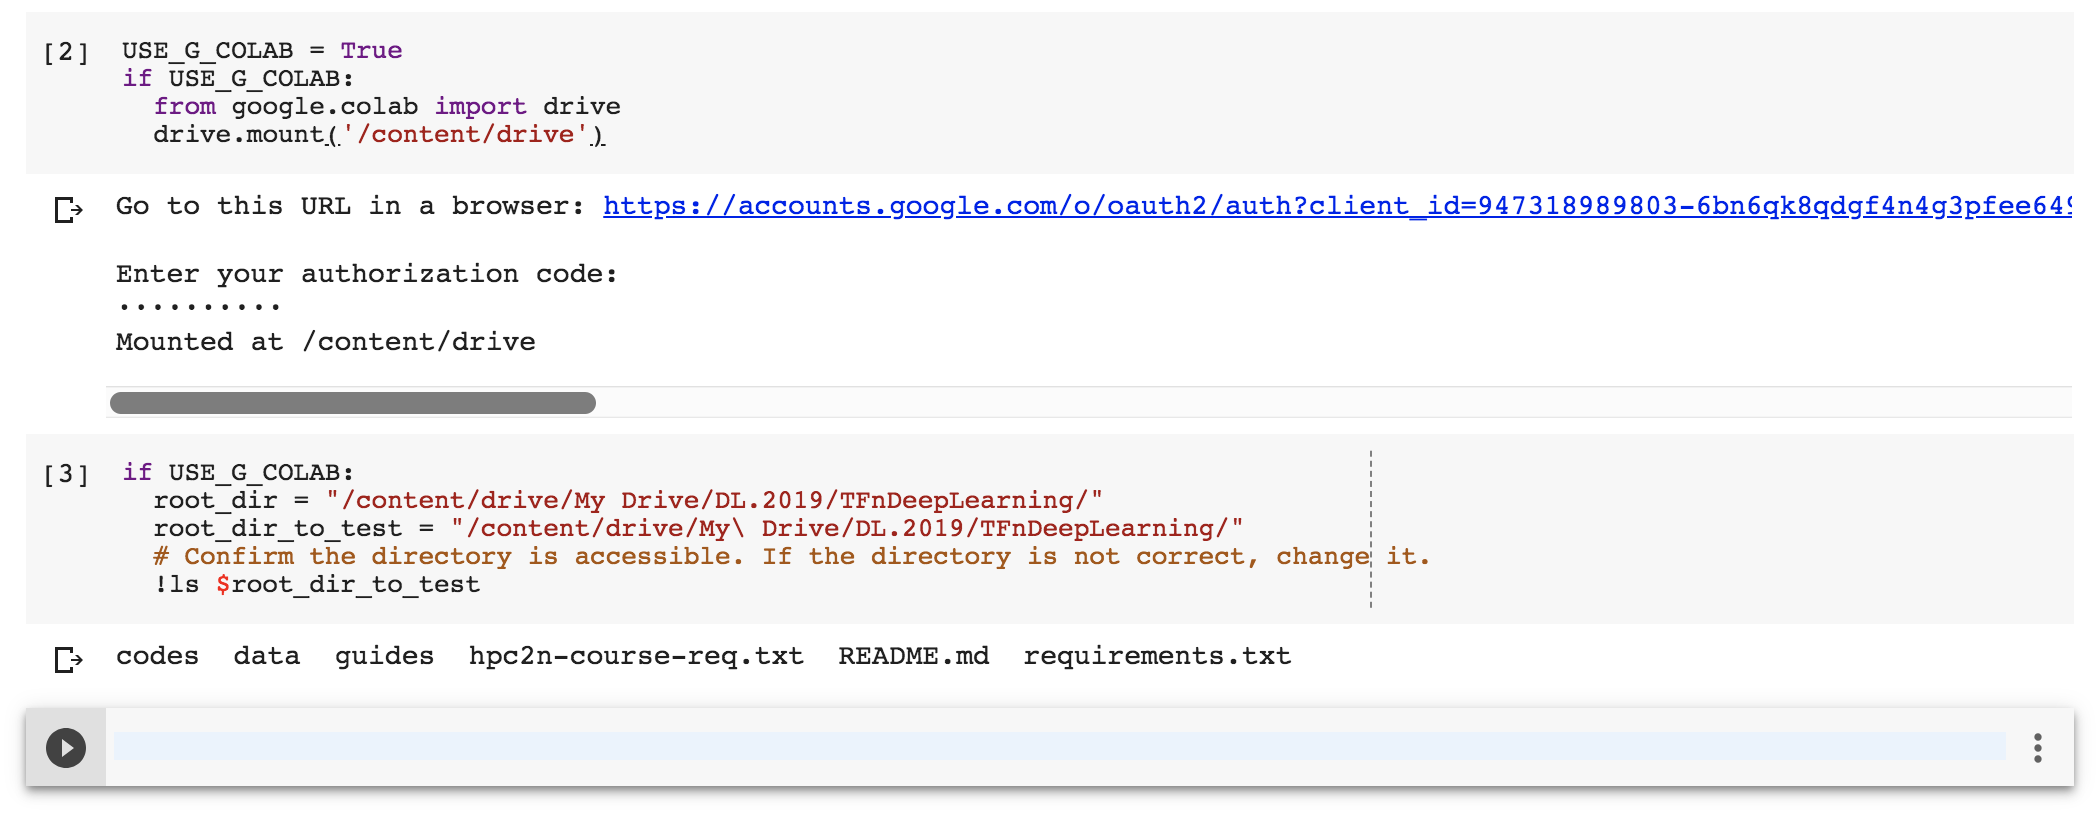 [2] USE_G_COLAB = True
if USE_G_COLAB:
from google.colab import drive
drive.mount('/content/drive')
Go to this URL in a browser: https://accounts.google.com/o/oauth2/auth?client_id=947318989803-6bn6qk8qdgf4n4g3pfee649
Enter your authorization code:
··········
Mounted at /content/drive
[3] if USE_G_COLAB:
root_dir = "/content/drive/My Drive/DL.2019/TFnDeepLearning/"
root_dir_to_test = "/content/drive/My\ Drive/DL.2019/TFnDeepLearning/"
# Confirm the directory is accessible. If the directory is not correct, change it.
!ls $root_dir_to_test
codes data guides hpc2n-course-req.txt README.md requirements.txt